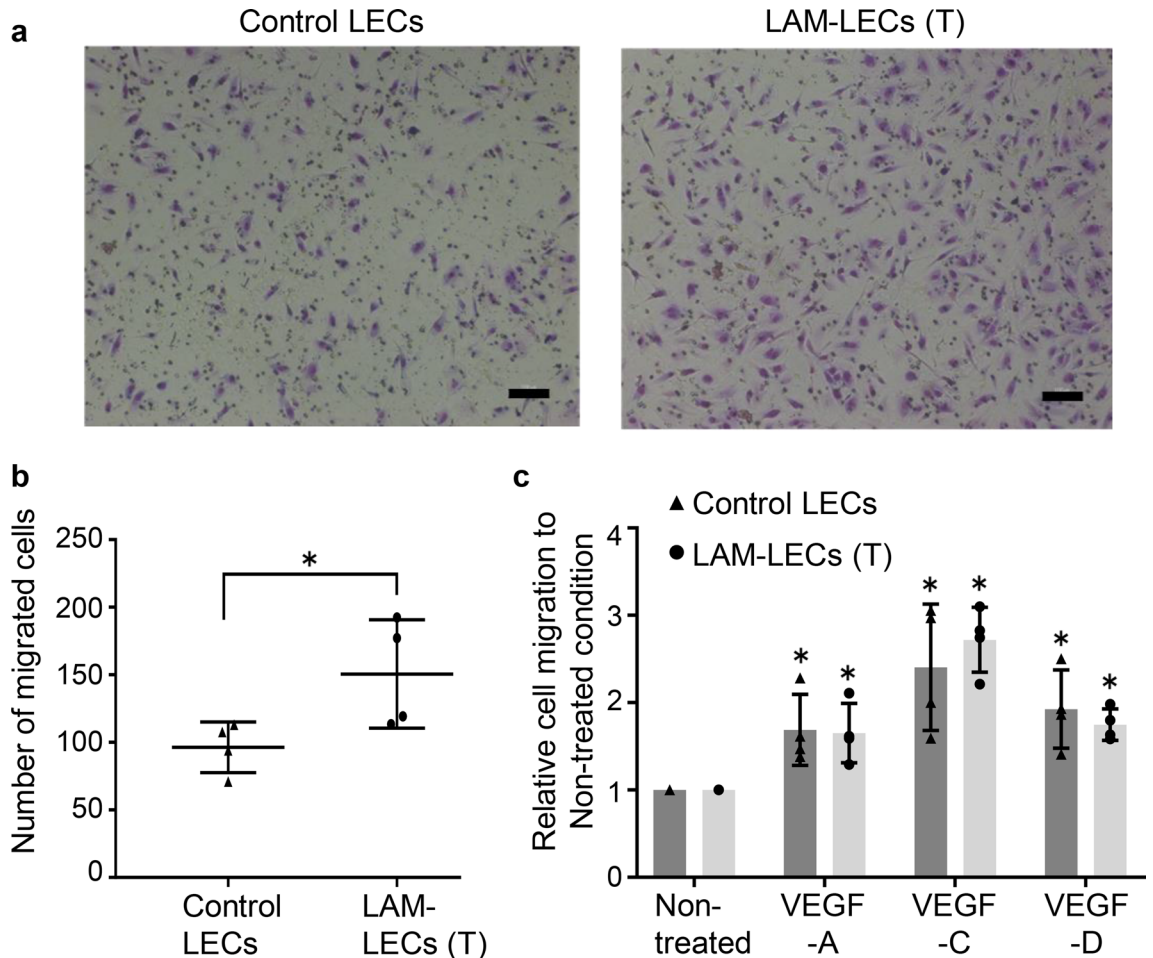 a
Control LECs
LAM-LECs (T)
b
Number of migrated cells
250
200
150
100
50
0
*
Control
LECs
LAM-
LECs (T)
c
Relative cell migration to
Non-treated condition
▲ Control LECs
● LAM-LECs (T)
4
3
2
1
0
* * * * * *
Non-
treated
VEGF
-A
VEGF
-C
VEGF
-D